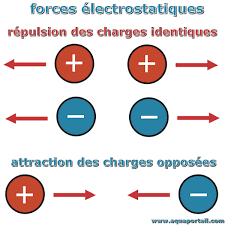 forces électrostatiques
répulsion des charges identiques
+ +
− −
attraction des charges opposées
+ −
www.aquaportail.com